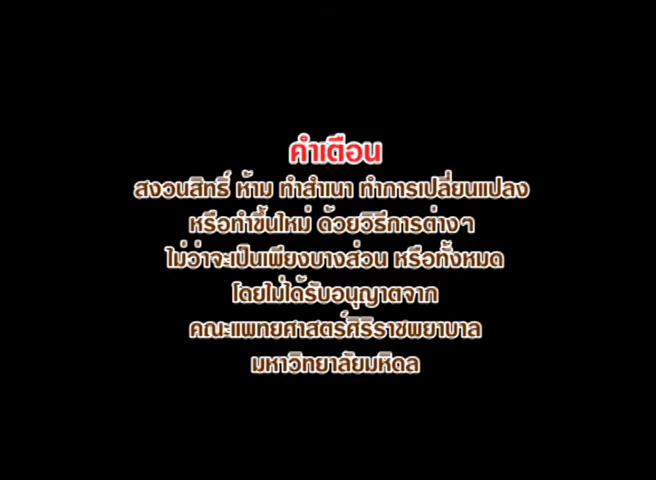 คำเตือน
สงวนสิทธิ์ ห้าม ทำสำเนา ทำการเปลี่ยนแปลง
หรือทำขึ้นใหม่ ด้วยวิธีการต่างๆ
ไม่ว่าจะเป็นเพียงบางส่วน หรือทั้งหมด
โดยไม่ได้รับอนุญาตจาก
คณะแพทยศาสตร์ศิริราชพยาบาล
มหาวิทยาลัยมหิดล